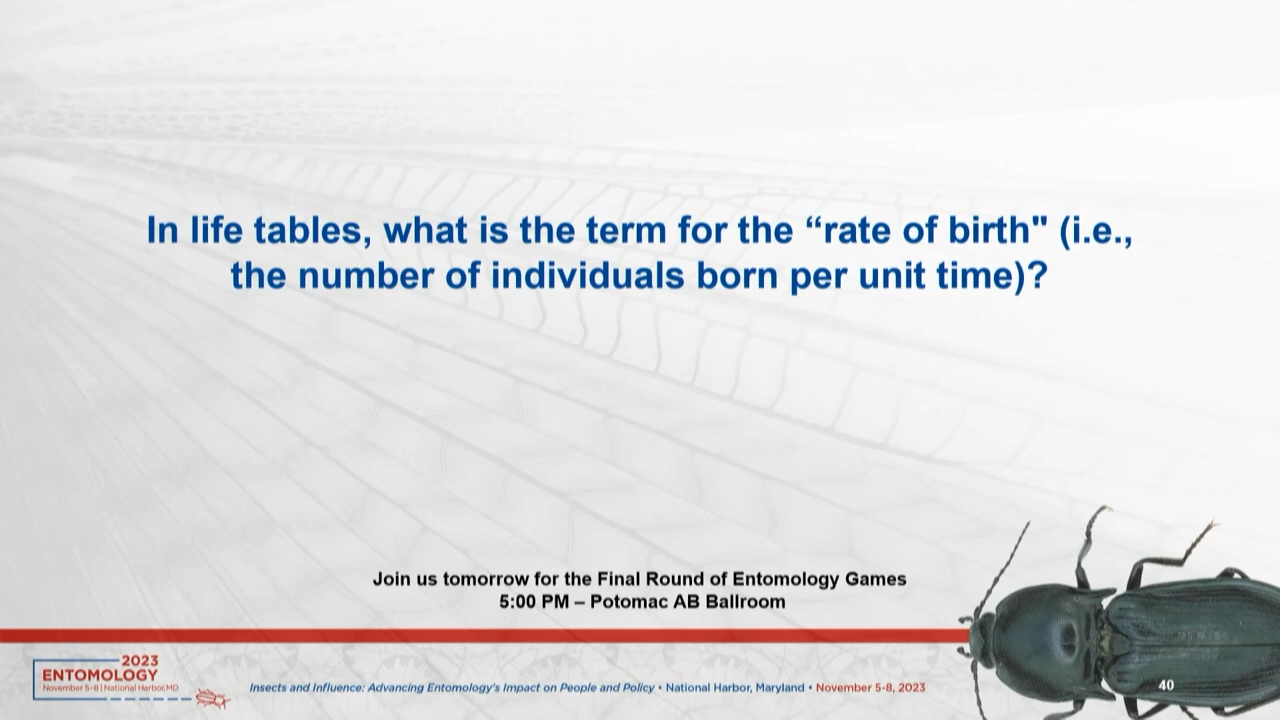 In life tables, what is the term for the “rate of birth" (i.e.,
the number of individuals born per unit time)?
Join us tomorrow for the Final Round of Entomology Games
5:00 PM – Potomac AB Ballroom
2023
ENTOMOLOGY
November 5–8 | National Harbor, MD
Insects and Influence: Advancing Entomology's Impact on People and Policy • National Harbor, Maryland • November 5-8, 2023
40